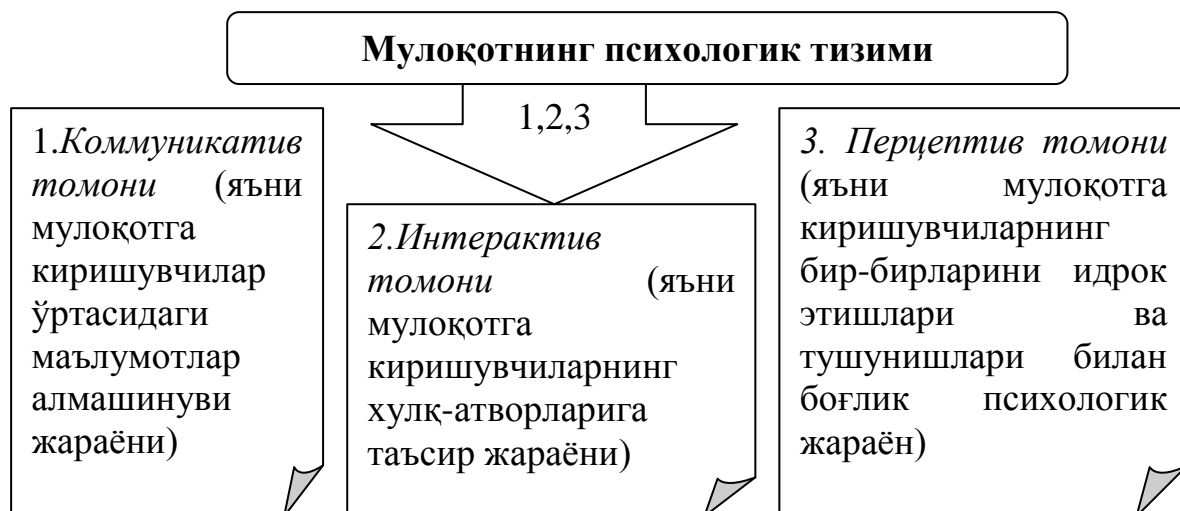 Мулоқотнинг психологик тизими
1,2,3
1.Коммуникатив
томони (яъни
мулоқотга
киришувчилар
ўртасидаги
маълумотлар
алмашинуви
жараёни)
2.Интерактив
томони (яъни
мулоқотга
киришувчиларнинг
хулқ-атворларига
таъсир жараёни)
3. Перцептив томони
(яъни мулоқотга
киришувчиларнинг
бир-бирларини идрок
этишлари ва
тушунишлари билан
боғлик психологик
жараён)